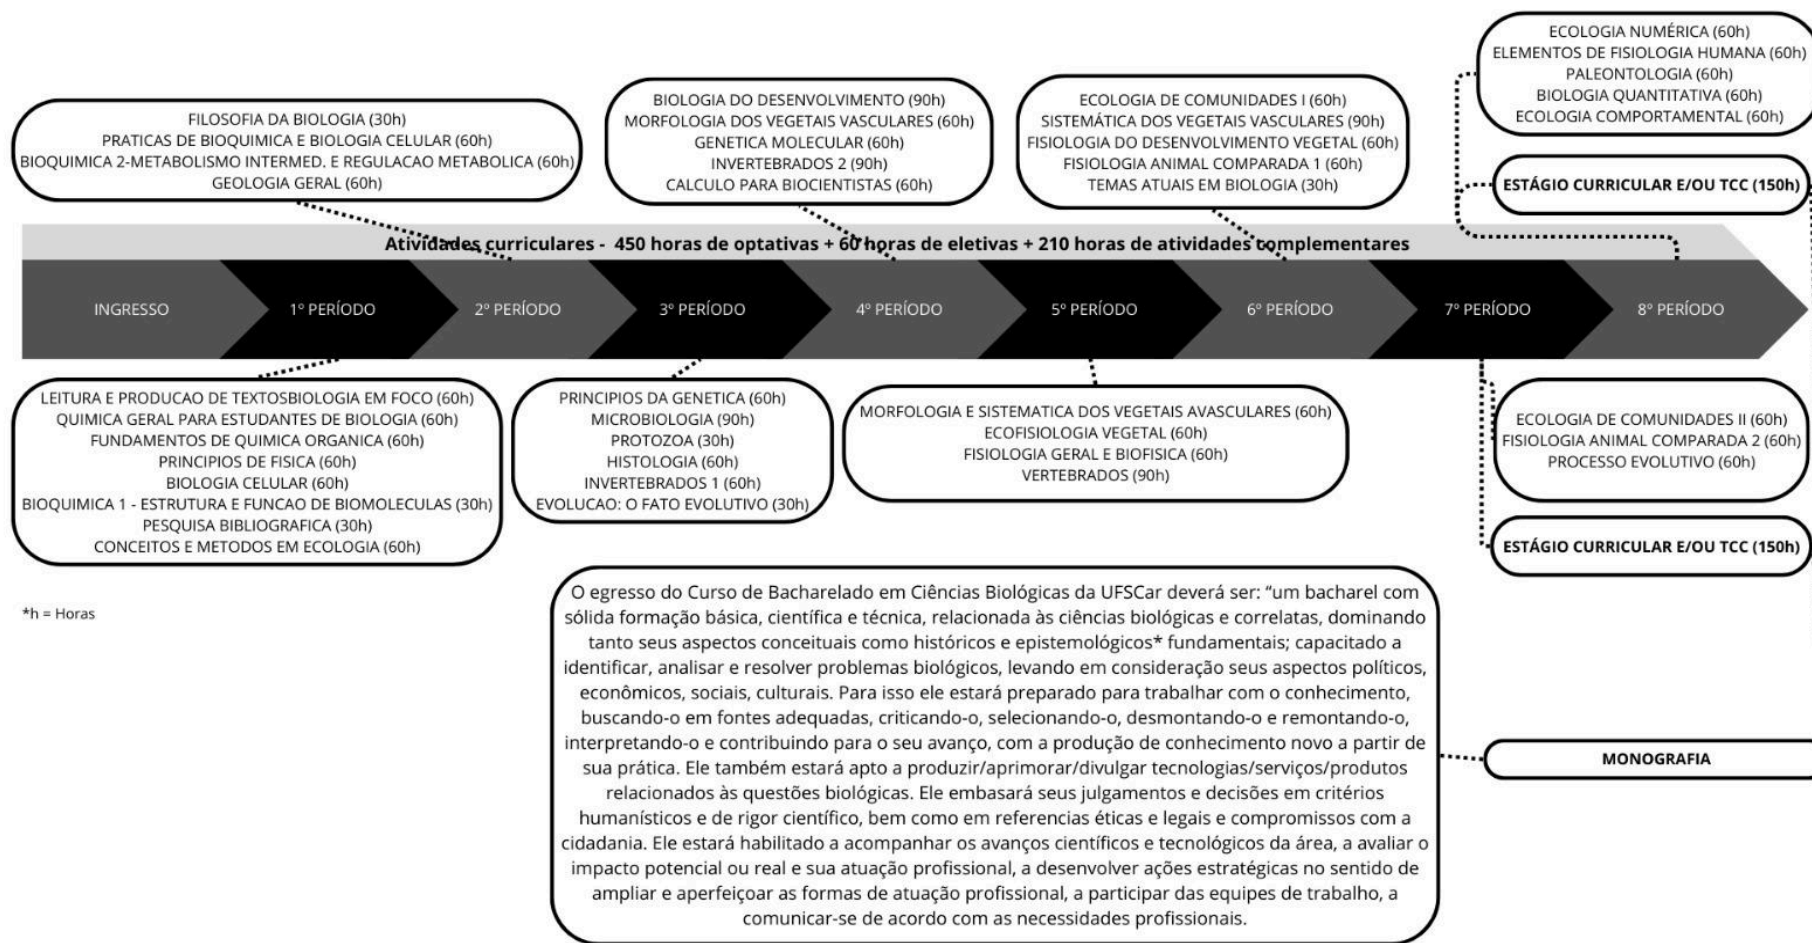 FILOSOFIA DA BIOLOGIA (30h)
PRATICAS DE BIOQUIMICA E BIOLOGIA CELULAR (60h)
BIOQUIMICA 2-METABOLISMO INTERMED. E REGULACAO METABOLICA (60h)
GEOLOGIA GERAL (60h)
BIOLOGIA DO DESENVOLVIMENTO (90h)
MORFOLOGIA DOS VEGETAIS VASCULARES (60h)
GENETICA MOLECULAR (60h)
INVERTEBRADOS 2 (90h)
CALCULO PARA BIOCIENTISTAS (60h)
ECOLOGIA DE COMUNIDADES I (60h)
SISTEMÁTICA DOS VEGETAIS VASCULARES (90h)
FISIOLOGIA DO DESENVOLVIMENTO VEGETAL (60h)
FISIOLOGIA ANIMAL COMPARADA 1 (60h)
TEMAS ATUAIS EM BIOLOGIA (30h)
ECOLOGIA NUMÉRICA (60h)
ELEMENTOS DE FISIOLOGIA HUMANA (60h)
PALEONTOLOGIA (60h)
BIOLOGIA QUANTITATIVA (60h)
ECOLOGIA COMPORTAMENTAL (60h)
ESTÁGIO CURRICULAR E/OU TCC (150h)
Atividades curriculares - 450 horas de optativas + 60 horas de eletivas + 210 horas de atividades complementares
INGRESSO
1º PERÍODO
2º PERÍODO
3º PERÍODO
4º PERÍODO
5º PERÍODO
6º PERÍODO
7º PERÍODO
8º PERÍODO
LEITURA E PRODUCAO DE TEXTOSBIOLOGIA EM FOCO (60h)
QUIMICA GERAL PARA ESTUDANTES DE BIOLOGIA (60h)
FUNDAMENTOS DE QUIMICA ORGANICA (60h)
PRINCIPIOS DE FISICA (60h)
BIOLOGIA CELULAR (60h)
BIOQUIMICA 1 - ESTRUTURA E FUNCAO DE BIOMOLECULAS (30h)
PESQUISA BIBLIOGRAFICA (30h)
CONCEITOS E METODOS EM ECOLOGIA (60h)
PRINCIPIOS DA GENETICA (60h)
MICROBIOLOGIA (90h)
PROTOZOA (30h)
HISTOLOGIA (60h)
INVERTEBRADOS 1 (60h)
EVOLUCAO: O FATO EVOLUTIVO (30h)
MORFOLOGIA E SISTEMATICA DOS VEGETAIS AVASCULARES (60h)
ECOFISIOLOGIA VEGETAL (60h)
FISIOLOGIA GERAL E BIOFISICA (60h)
VERTEBRADOS (90h)
ECOLOGIA DE COMUNIDADES II (60h)
FISIOLOGIA ANIMAL COMPARADA 2 (60h)
PROCESSO EVOLUTIVO (60h)
ESTÁGIO CURRICULAR E/OU TCC (150h)
*h = Horas
O egresso do Curso de Bacharelado em Ciências Biológicas da UFSCar deverá ser: “um bacharel com
sólida formação básica, científica e técnica, relacionada às ciências biológicas e correlatas, dominando
tanto seus aspectos conceituais como históricos e epistemológicos* fundamentais; capacitado a
identificar, analisar e resolver problemas biológicos, levando em consideração seus aspectos políticos,
econômicos, sociais, culturais. Para isso ele estará preparado para trabalhar com o conhecimento,
buscando-o em fontes adequadas, criticando-o, selecionando-o, desmontando-o e remontando-o,
interpretando-o e contribuindo para o seu avanço, com a produção de conhecimento novo a partir de
sua prática. Ele também estará apto a produzir/aprimorar/divulgar tecnologias/serviços/produtos
relacionados às questões biológicas. Ele embasará seus julgamentos e decisões em critérios
humanísticos e de rigor científico, bem como em referencias éticas e legais e compromissos com a
cidadania. Ele estará habilitado a acompanhar os avanços científicos e tecnológicos da área, a avaliar o
impacto potencial ou real e sua atuação profissional, a desenvolver ações estratégicas no sentido de
ampliar e aperfeiçoar as formas de atuação profissional, a participar das equipes de trabalho, a
comunicar-se de acordo com as necessidades profissionais.
MONOGRAFIA